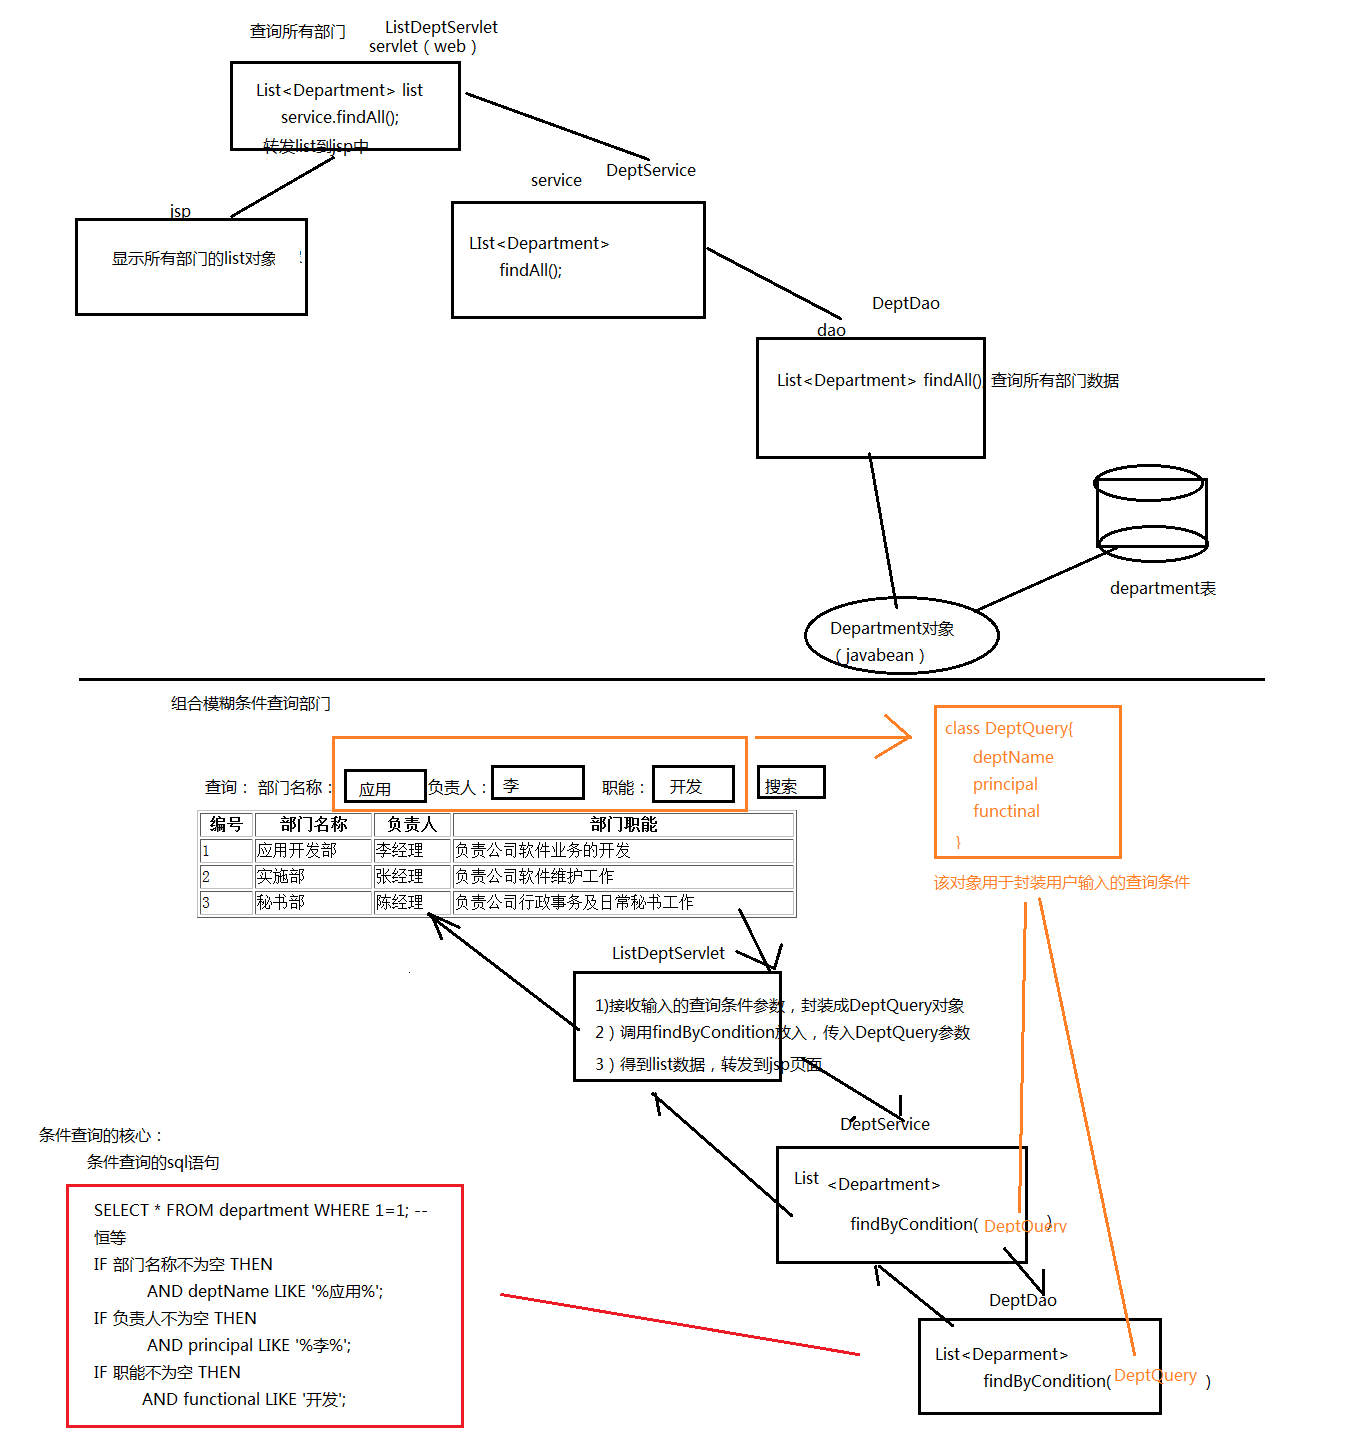 查询所有部门
ListDeptServlet
servlet（web）
List<Department> list
service.findAll();
转发list到jsp中
jsp
显示所有部门的list对象
service
DeptService
LIst<Department>
findAll();
DeptDao
dao
List<Department> findAll(); 查询所有部门数据
department表
Department对象
（javabean）
组合模糊条件查询部门
查询： 部门名称： 应用 负责人： 李 职能： 开发 搜索
编号 部门名称 负责人 部门职能
1 应用开发部 李经理 负责公司软件业务的开发
2 实施部 张经理 负责公司软件维护工作
3 秘书部 陈经理 负责公司行政事务及日常秘书工作
class DeptQuery{
deptName
principal
functinal
}
该对象用于封装用户输入的查询条件
ListDeptServlet
1)接收输入的查询条件参数，封装成DeptQuery对象
2）调用findByCondition放入，传入DeptQuery参数
3）得到list数据，转发到jsp页面
DeptService
List <Department>
findByCondition( DeptQuery )
DeptDao
List<Deparment>
findByCondition( DeptQuery )
条件查询的核心：
条件查询的sql语句
SELECT * FROM department WHERE 1=1; --
恒等
IF 部门名称不为空 THEN
AND deptName LIKE '%应用%';
IF 负责人不为空 THEN
AND principal LIKE '%李%';
IF 职能不为空 THEN
AND functional LIKE '开发';